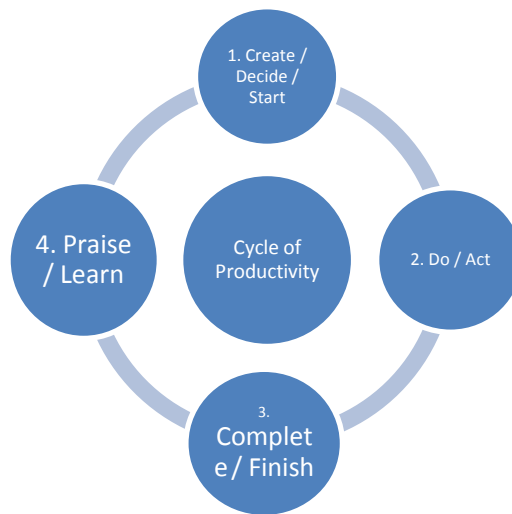 1. Create /
Decide /
Start
4. Praise
/ Learn
Cycle of
Productivity
2. Do / Act
3.
Complet
e / Finish